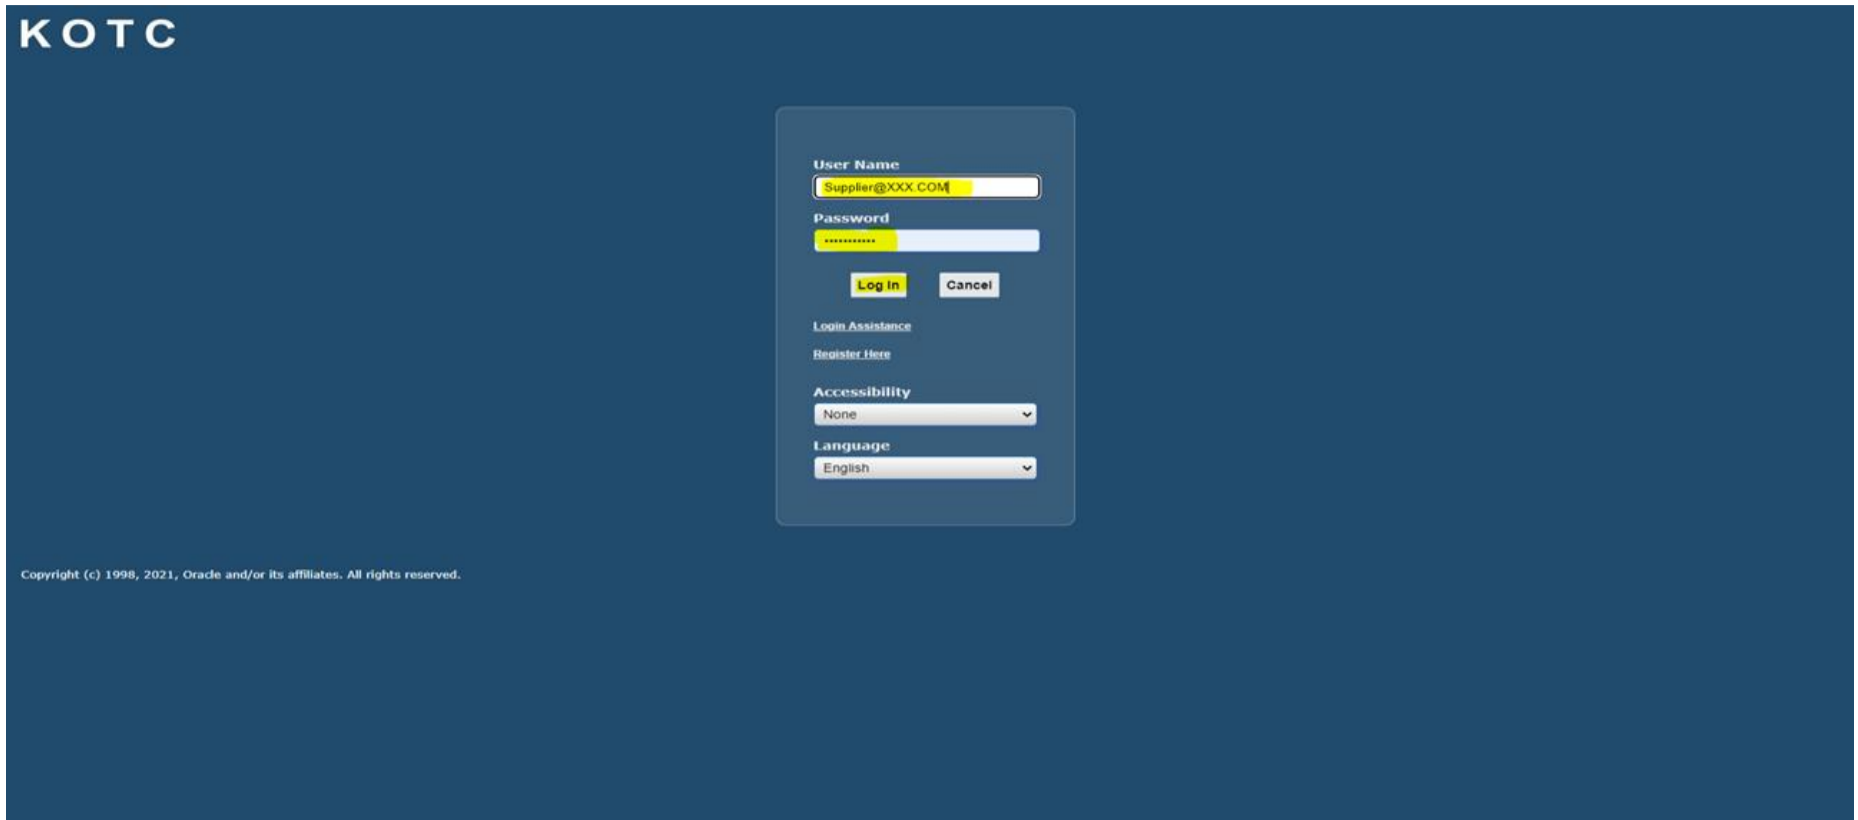 KOTC
User Name
Supplier@XXX.COM
Password
•••••••••••
Log In Cancel
Login Assistance
Register Here
Accessibility
None
Language
English
Copyright (c) 1998, 2021, Oracle and/or its affiliates. All rights reserved.